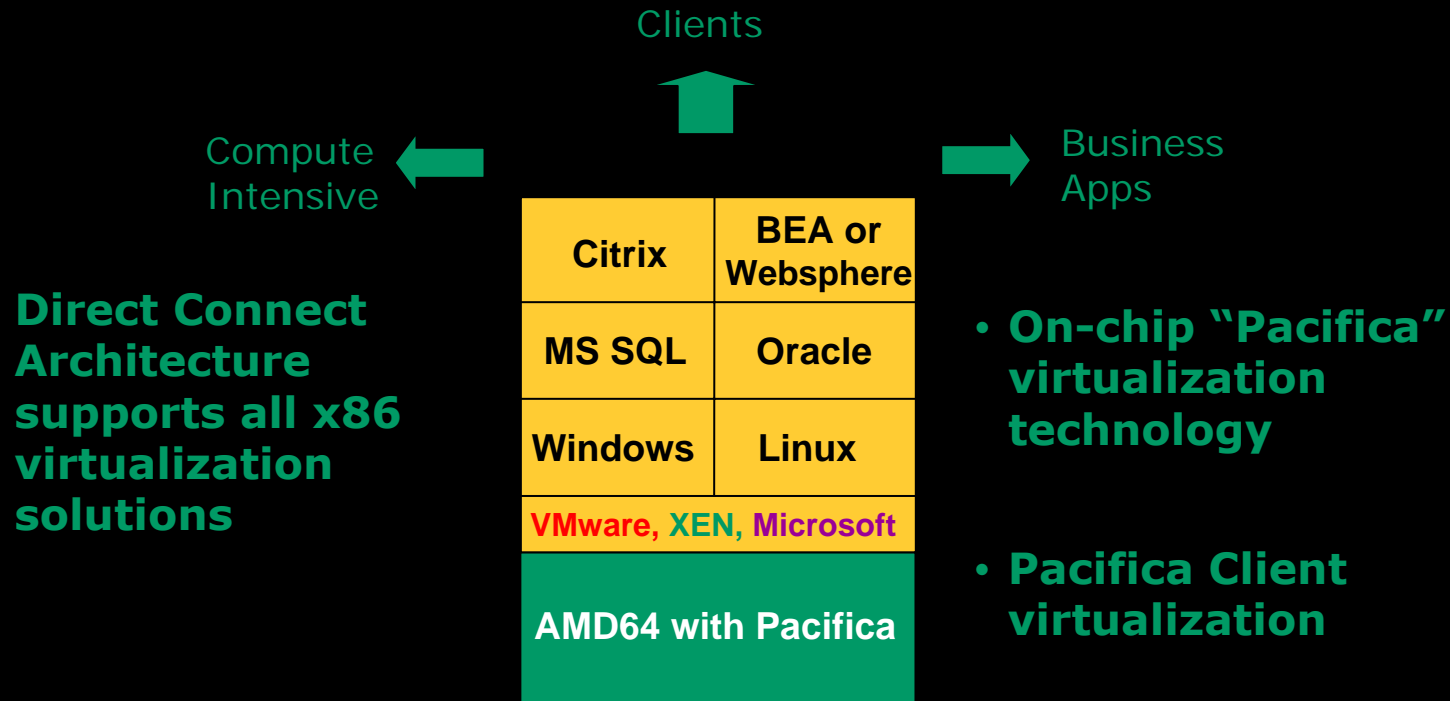 Clients
Compute
Intensive
Business
Apps
Direct Connect
Architecture
supports all x86
virtualization
solutions
Citrix
BEA or
Websphere
MS SQL
Oracle
Windows
Linux
VMware, XEN, Microsoft
AMD64 with Pacifica
• On-chip “Pacifica”
virtualization
technology
• Pacifica Client
virtualization